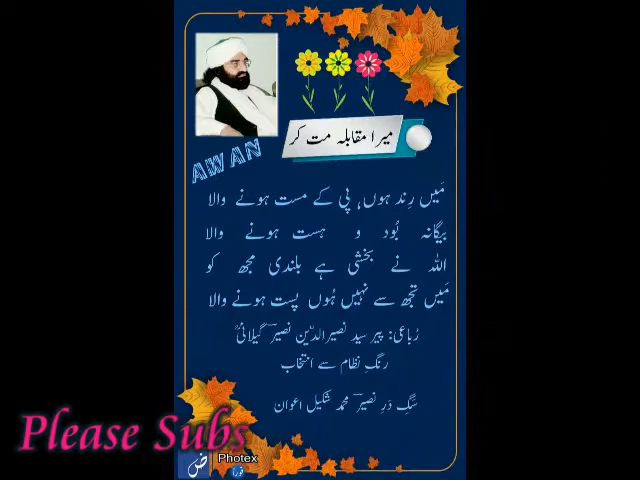 میرا مقابلہ مت کر
AWAN
مَیں رِند ہوں، پی کے مست ہونے والا
بیگانہ بُود و ہست ہونے والا
اللہ نے بخشی ہے بلندی مجھ کو
مَیں تجھ سے نہیں ہُوں پست ہونے والا
رُباعی: پیر سید نصیر الدّین نصیرؔ گیلانیؒ
رنگِ نظام سے انتخاب
سگِ دَرِ نصیرؔ محمد شکیل اعوان
Please Subs
Photex
ض
فورا